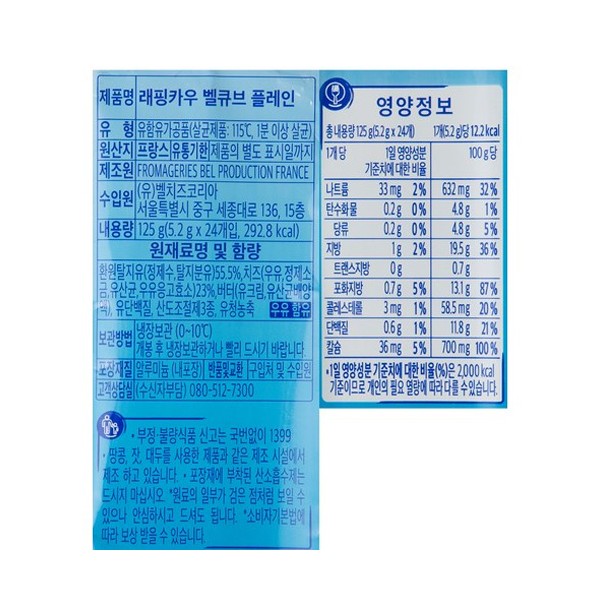 제품명 래핑카우 벨큐브 플레인
유 형 유함유가공품(살균제품: 115℃, 1분 이상 살균)
원산지 프랑스 유통기한 제품의 별도 표시일까지
제조원 FROMAGERIES BEL PRODUCTION FRANCE
수입원 (유)벨치즈코리아
서울특별시 중구 세종대로 136, 15층
내용량 125 g(5.2 g x 24개입, 292.8 kcal)
원재료명 및 함량
환원탈지유(정제수,탈지분유)55.5%,치즈(우유,정제소
금,유산균,우유응고효소)23%,버터(유크림,유산균배양
액), 유단백질, 산도조절제3종, 유청농축 우유 함유
보관방법 냉장보관 (0~10℃)
개봉 후 냉장보관하거나 빨리 드시기 바랍니다.
포장재질 알루미늄 (내포장) 반품및교환 구입처 및 수입원
고객상담실 (수신자부담) 080-512-7300
· 부정·불량식품 신고는 국번없이 1399
· 땅콩, 잣, 대두를 사용한 제품과 같은 제조 시설에서
제조 하고 있습니다. · 포장재에 부착된 산소흡수제는
드시지 마십시오. *원료의 일부가 검은 점처럼 보일 수
있으나 안심하시고 드셔도 됩니다. *소비자기본법에
따라 보상 받을 수 있습니다.
영양정보
총 내용량 125 g(5.2 g x 24개) 1개(5.2 g)당 12.2 kcal
1개 당 1일 영양성분 기준치에 대한 비율 100 g 당
나트륨 33 mg 2% 632 mg 32%
탄수화물 0.2 g 0% 4.8 g 1%
당류 0.2 g 0% 4.8 g 5%
지방 1 g 2% 19.5 g 36%
트랜스지방 0 g 0.7 g
포화지방 0.7 g 5% 13.1 g 87%
콜레스테롤 3 mg 1% 58.5 mg 20%
단백질 0.6 g 1% 11.8 g 21%
칼슘 36 mg 5% 700 mg 100%
•1일 영양성분 기준치에 대한 비율(%)은 2,000 kcal
기준이므로 개인의 필요 열량에 따라 다를 수 있습니다.